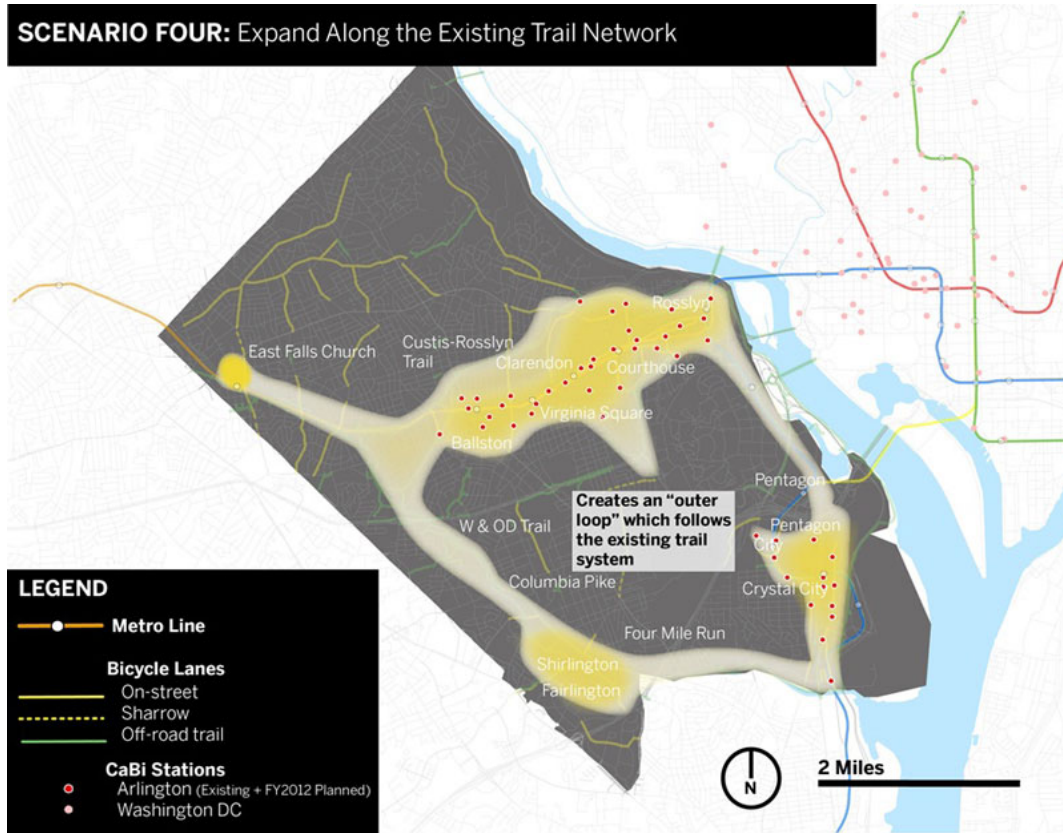 SCENARIO FOUR: Expand Along the Existing Trail Network
Rosslyn
East Falls Church
Custis-Rosslyn
Trail
Clarendon
Courthouse
Virginia Square
Ballston
Pentagon
Creates an “outer
loop” which follows
the existing trail
system
W & OD Trail
Pentagon
City
Columbia Pike
Crystal City
Four Mile Run
Shirlington
Fairlington
LEGEND
Metro Line
Bicycle Lanes
On-street
Sharrow
Off-road trail
CaBi Stations
Arlington (Existing + FY2012 Planned)
Washington DC
N
2 Miles